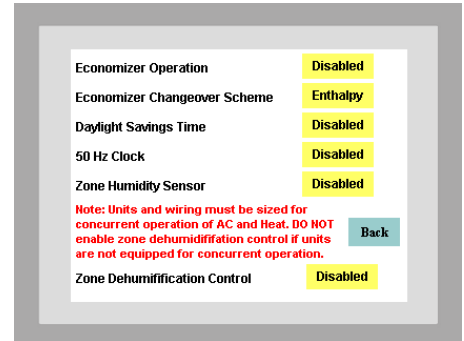 Economizer Operation Disabled
Economizer Changeover Scheme Enthalpy
Daylight Savings Time Disabled
50 Hz Clock Disabled
Zone Humidity Sensor Disabled
Note: Units and wiring must be sized for
concurrent operation of AC and Heat. DO NOT
enable zone dehumidififation control if units
are not equipped for concurrent operation.
Back
Zone Dehumifification Control Disabled